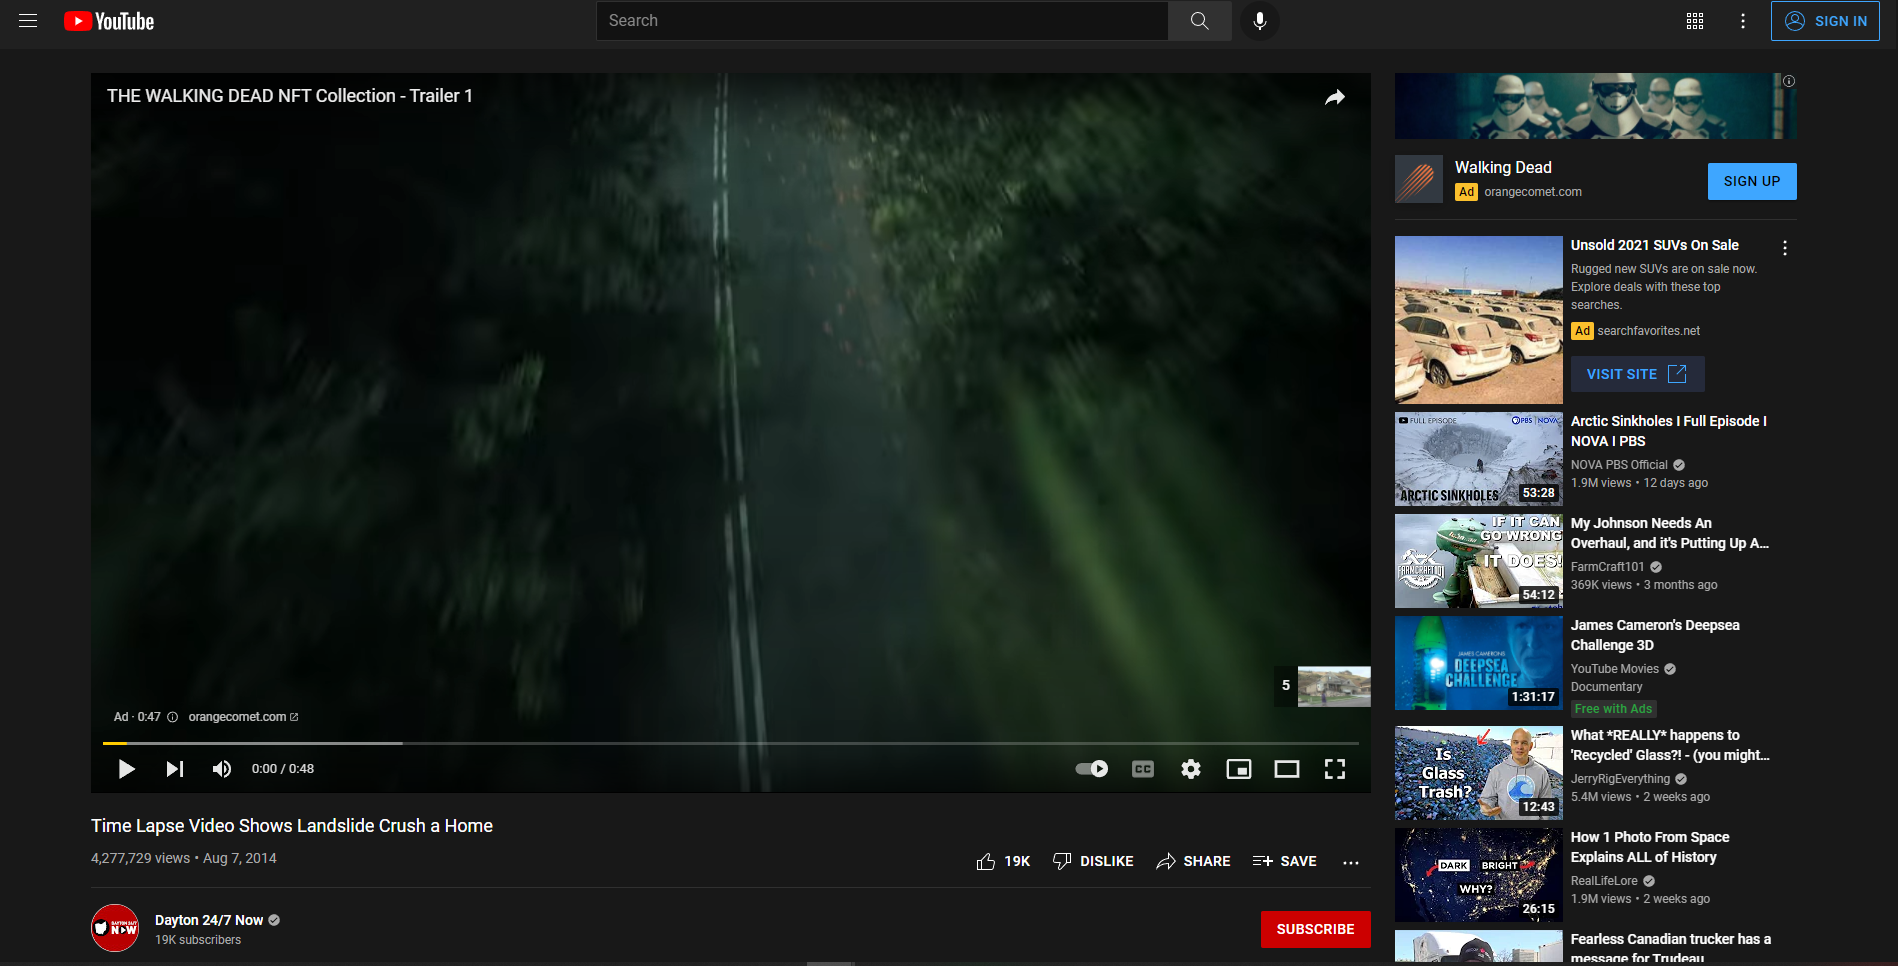 YouTube
Search
SIGN IN
THE WALKING DEAD NFT Collection - Trailer 1
5
Ad · 0:47 orangecomet.com
0:00 / 0:48
CC
Time Lapse Video Shows Landslide Crush a Home
4,277,729 views • Aug 7, 2014
19K DISLIKE SHARE SAVE ...
DAYTON 24/7
NOW
Dayton 24/7 Now
19K subscribers
SUBSCRIBE
Walking Dead
Ad orangecomet.com
SIGN UP
Unsold 2021 SUVs On Sale
Rugged new SUVs are on sale now.
Explore deals with these top
searches.
Ad searchfavorites.net
VISIT SITE
FULL EPISODE
PBS NOVA
ARCTIC SINKHOLES
53:28
Arctic Sinkholes I Full Episode I
NOVA I PBS
NOVA PBS Official
1.9M views • 12 days ago
IF IT CAN
GO WRONG
IT DOES!
FARMCRAFT101
54:12
My Johnson Needs An
Overhaul, and it's Putting Up A...
FarmCraft101
369K views • 3 months ago
JAMES CAMERON'S
DEEPSEA
CHALLENGE
1:31:17
James Cameron's Deepsea
Challenge 3D
YouTube Movies
Documentary
Free with Ads
Is
Glass
Trash?
12:43
What *REALLY* happens to
'Recycled' Glass?! - (you might...
JerryRigEverything
5.4M views • 2 weeks ago
DARK BRIGHT
WHY?
26:15
How 1 Photo From Space
Explains ALL of History
RealLifeLore
1.9M views • 2 weeks ago
Fearless Canadian trucker has a
message for Trudeau